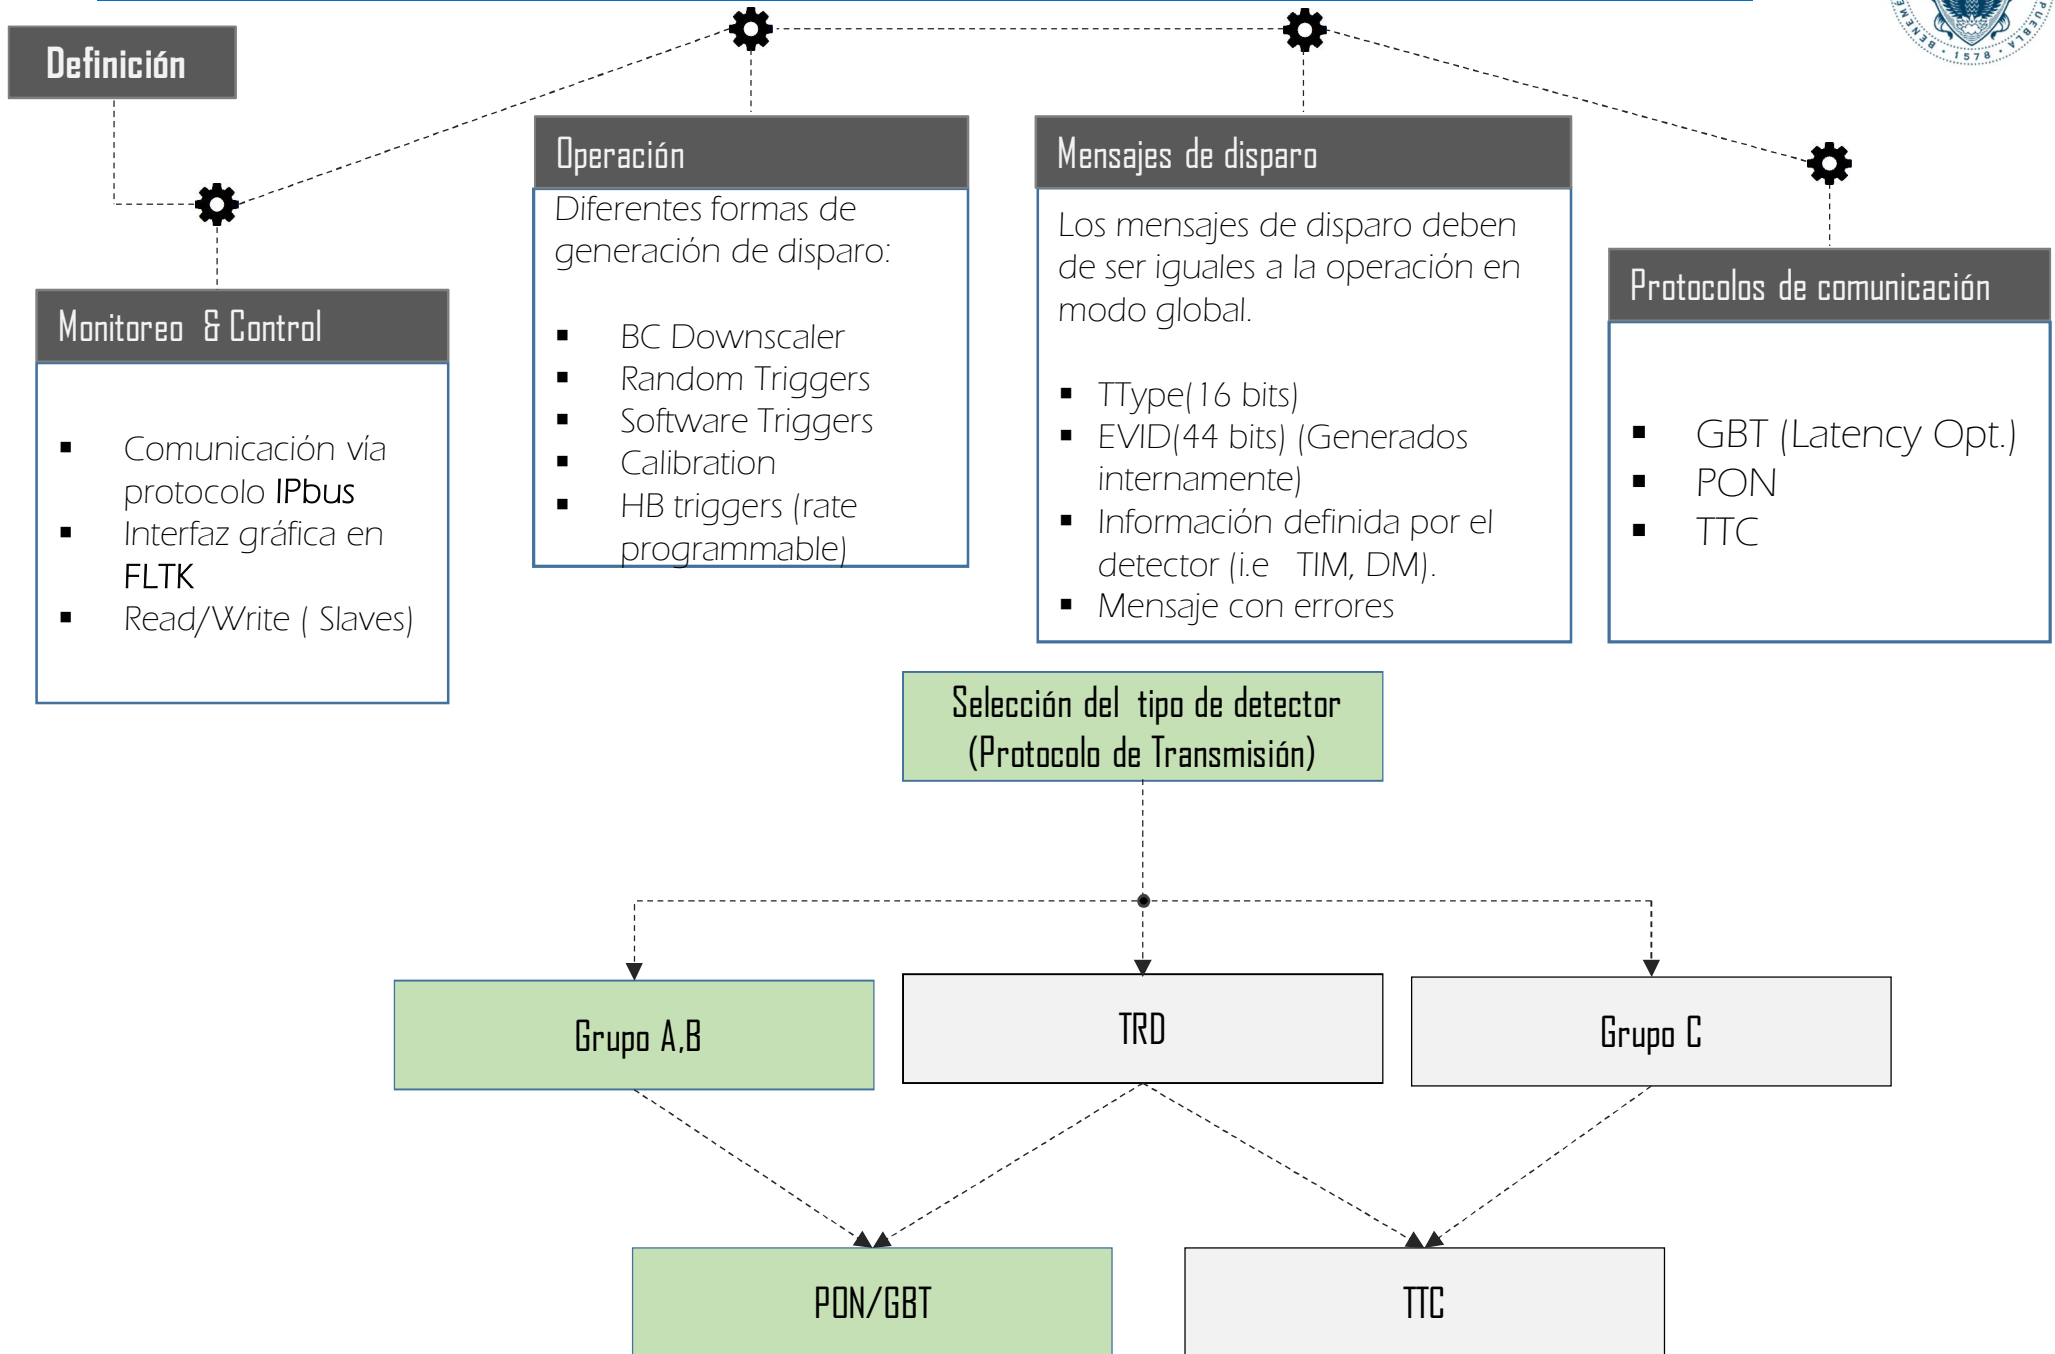 Definición
Monitoreo & Control
▪ Comunicación vía
protocolo IPbus
▪ Interfaz gráfica en
FLTK
▪ Read/Write ( Slaves)
Operación
Diferentes formas de
generación de disparo:
▪ BC Downscaler
▪ Random Triggers
▪ Software Triggers
▪ Calibration
▪ HB triggers (rate
programmable)
Mensajes de disparo
Los mensajes de disparo deben
de ser iguales a la operación en
modo global.
▪ TType(16 bits)
▪ EVID(44 bits) (Generados
internamente)
▪ Información definida por el
detector (i.e TIM, DM).
▪ Mensaje con errores
Protocolos de comunicación
▪ GBT (Latency Opt.)
▪ PON
▪ TTC
1578
Selección del tipo de detector
(Protocolo de Transmisión)
Grupo A,B
TRD
Grupo C
PON/GBT
TTC